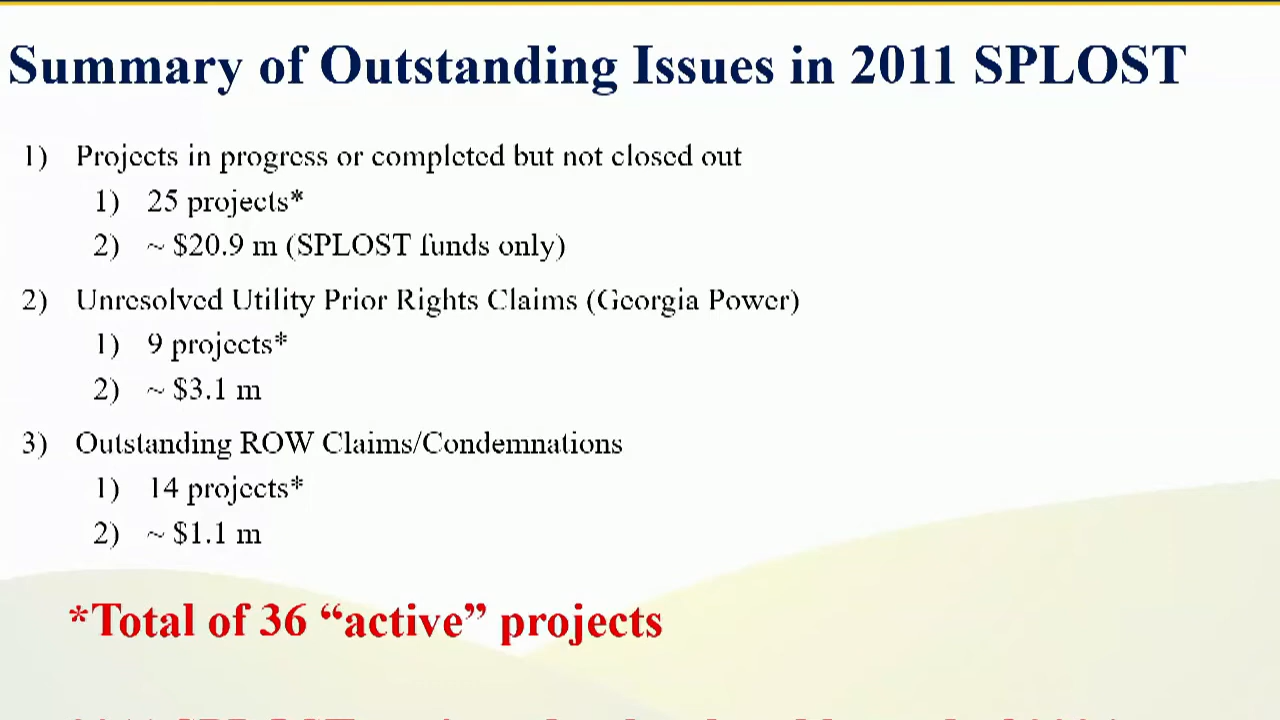 Summary of Outstanding Issues in 2011 SPLOST
1) Projects in progress or completed but not closed out
1) 25 projects*
2) ~ $20.9 m (SPLOST funds only)
2) Unresolved Utility Prior Rights Claims (Georgia Power)
1) 9 projects*
2) ~ $3.1 m
3) Outstanding ROW Claims/Condemnations
1) 14 projects*
2) ~ $1.1 m
*Total of 36 “active” projects